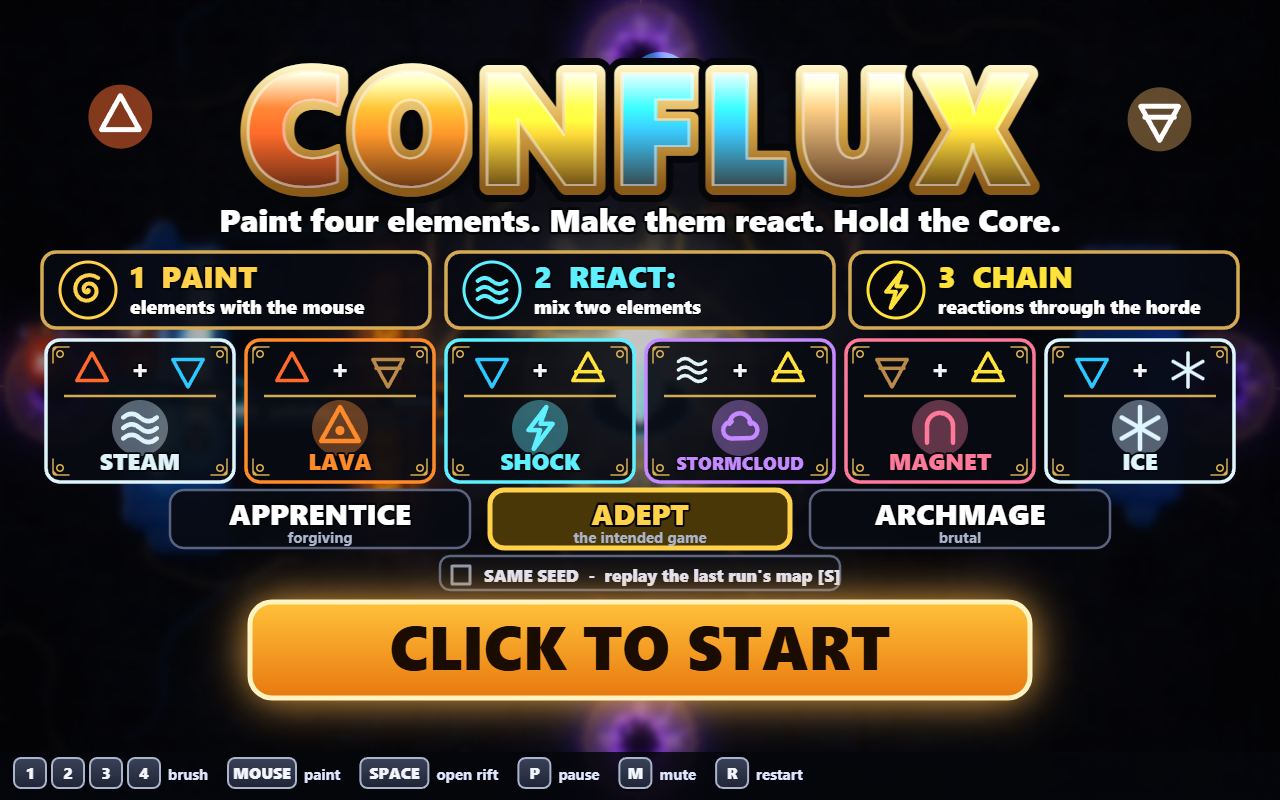 CONFLUX
Paint four elements. Make them react. Hold the Core.
1 PAINT
elements with the mouse
2 REACT:
mix two elements
3 CHAIN
reactions through the horde
+ + + + + +
STEAM LAVA SHOCK STORMCLOUD MAGNET ICE
APPRENTICE
forgiving
ADEPT
the intended game
ARCHMAGE
brutal
SAME SEED - replay the last run's map [S]
CLICK TO START
1 2 3 4 brush MOUSE paint SPACE open rift P pause M mute R restart